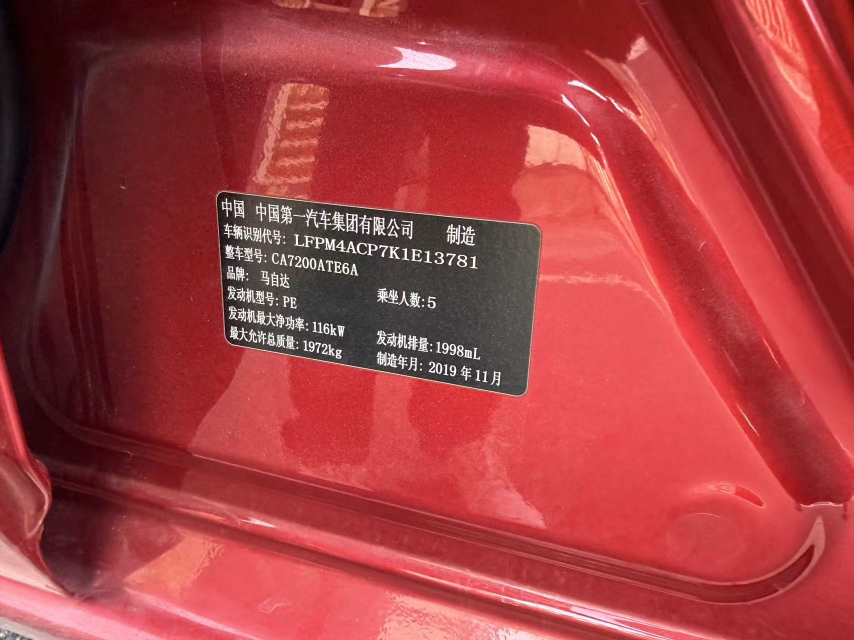 中国 中国第一汽车集团有限公司 制造
车辆识别代号: LFPM4ACP7K1E13781
整车型号: CA7200ATE6A
品牌: 马自达 乘坐人数: 5
发动机型号: PE
发动机最大净功率: 116kW 发动机排量: 1998mL
最大允许总质量: 1972kg 制造年月: 2019 年 11 月